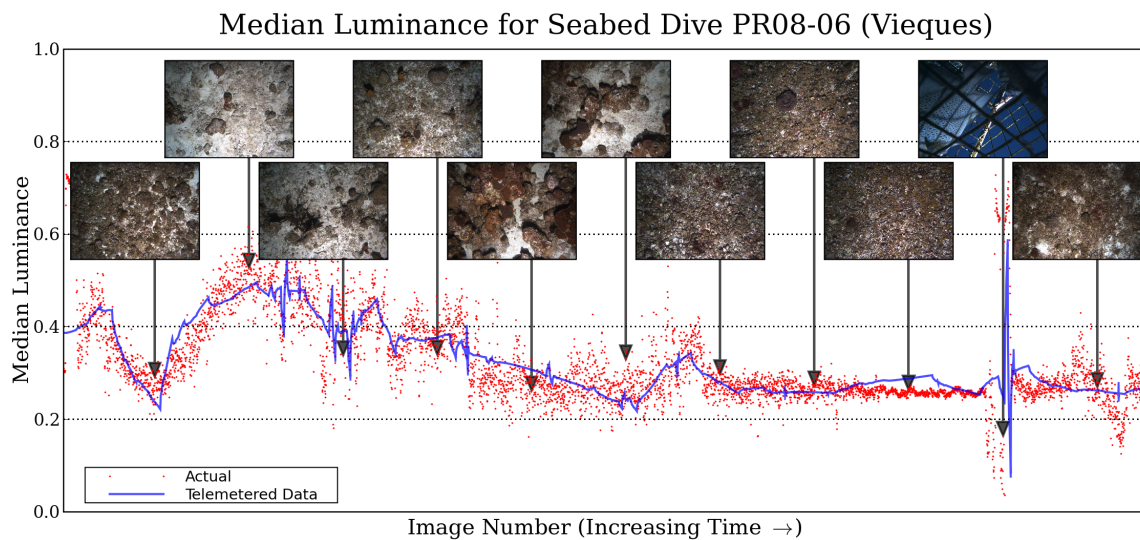 Median Luminance for Seabed Dive PR08-06 (Vieques)
1.0
0.8
0.6
0.4
0.2
0.0
Median Luminance
Actual
Telemetered Data
Image Number (Increasing Time →)